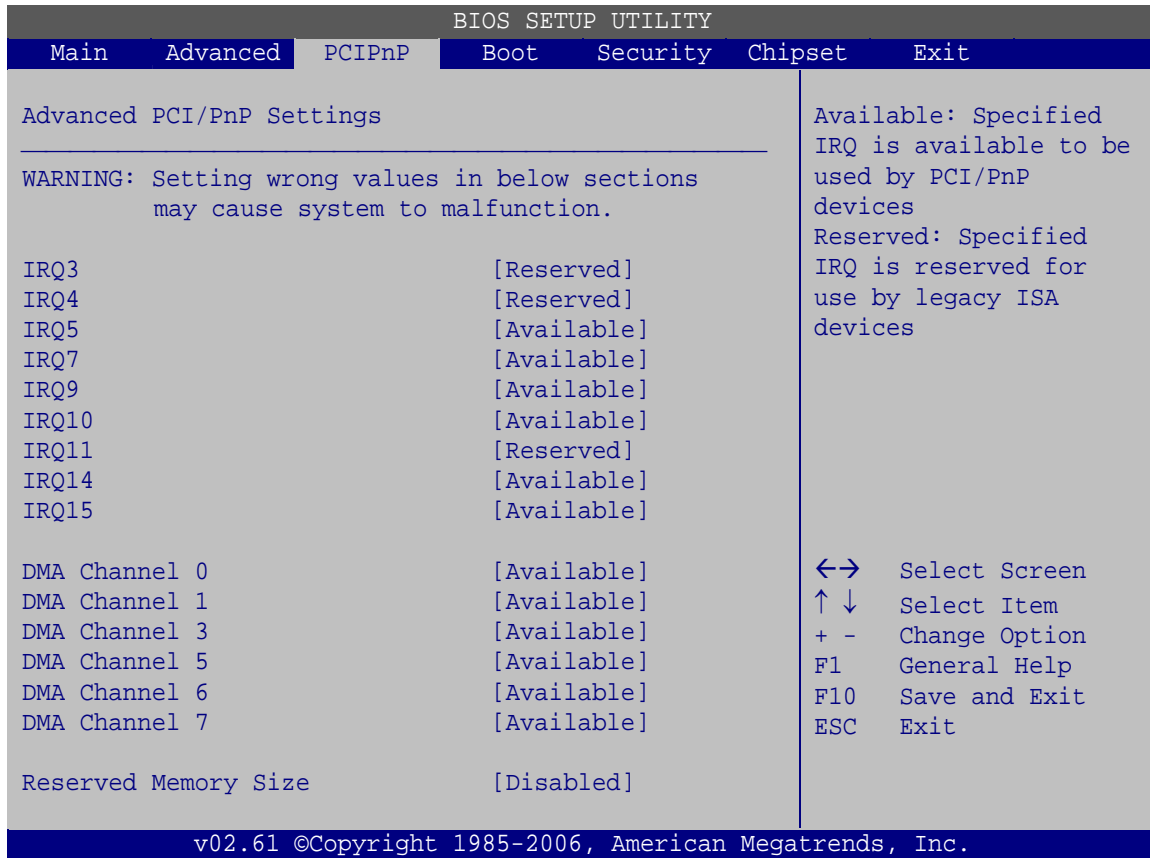 BIOS SETUP UTILITY
Main Advanced PCIPnP Boot Security Chipset Exit
Advanced PCI/PnP Settings
WARNING: Setting wrong values in below sections
may cause system to malfunction.
IRQ3 [Reserved]
IRQ4 [Reserved]
IRQ5 [Available]
IRQ7 [Available]
IRQ9 [Available]
IRQ10 [Available]
IRQ11 [Reserved]
IRQ14 [Available]
IRQ15 [Available]
DMA Channel 0 [Available]
DMA Channel 1 [Available]
DMA Channel 3 [Available]
DMA Channel 5 [Available]
DMA Channel 6 [Available]
DMA Channel 7 [Available]
Reserved Memory Size [Disabled]
Available: Specified
IRQ is available to be
used by PCI/PnP
devices
Reserved: Specified
IRQ is reserved for
use by legacy ISA
devices
←→ Select Screen
↑ ↓ Select Item
+ - Change Option
F1 General Help
F10 Save and Exit
ESC Exit
v02.61 ©Copyright 1985-2006, American Megatrends, Inc.